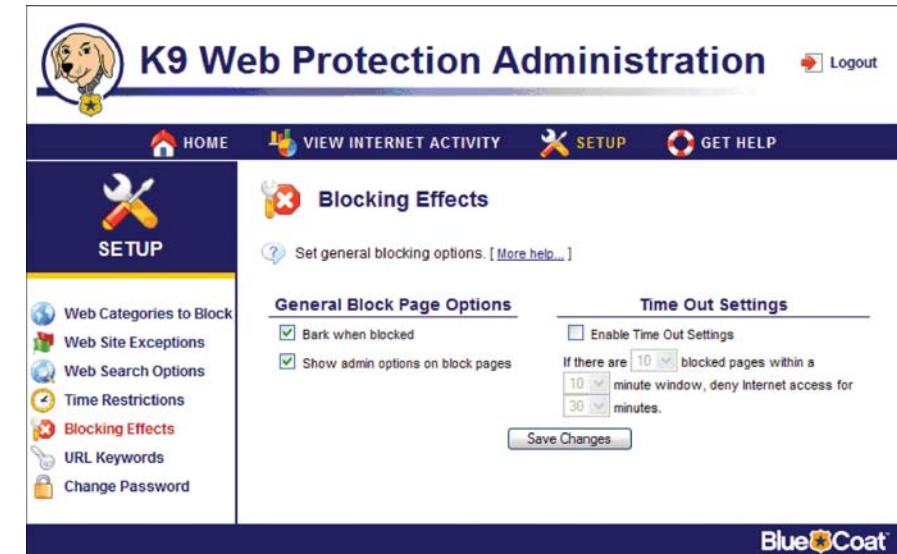 K9 Web Protection Administration
Logout
HOME
VIEW INTERNET ACTIVITY
SETUP
GET HELP
SETUP
Web Categories to Block
Web Site Exceptions
Web Search Options
Time Restrictions
Blocking Effects
URL Keywords
Change Password
Blocking Effects
Set general blocking options. [ More help... ]
General Block Page Options
Bark when blocked
Show admin options on block pages
Time Out Settings
Enable Time Out Settings
If there are 10 blocked pages within a
10 minute window, deny Internet access for
30 minutes.
Save Changes
Blue Coat